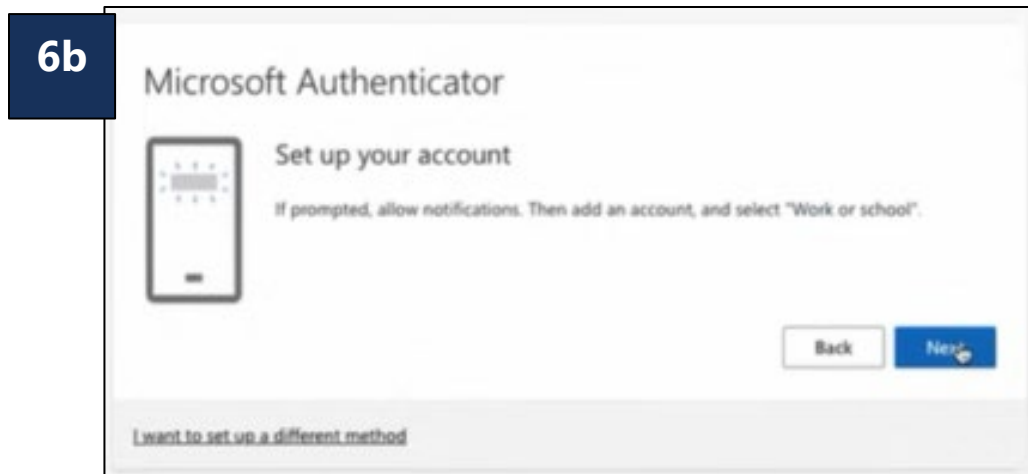 6b
Microsoft Authenticator
Set up your account
If prompted, allow notifications. Then add an account, and select "Work or school".
Back
Next
I want to set up a different method